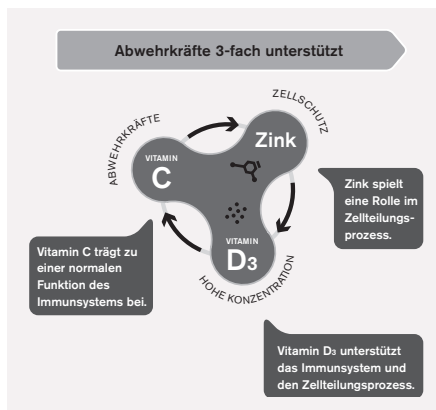 Abwehrkräfte 3-fach unterstützt
ABWEHRKRÄFTE
ZELLSCHUTZ
VITAMIN
C
Zink
VITAMIN
D3
HOHE KONZENTRATION
Zink spielt
eine Rolle im
Zellteilungs-
prozess.
Vitamin C trägt zu
einer normalen
Funktion des
Immunsystems bei.
Vitamin D3 unterstützt
das Immunsystem und
den Zellteilungsprozess.